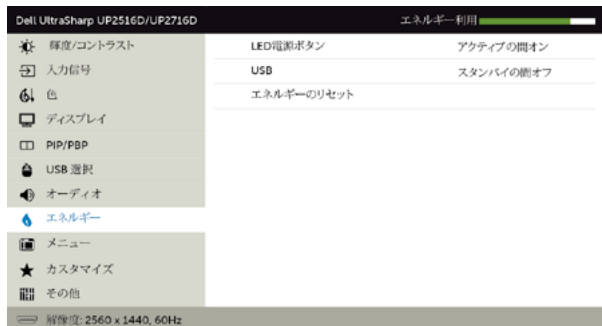 Dell UltraSharp UP2516D/UP2716D
エネルギー利用
輝度/コントラスト
LED電源ボタン
アクティブの間オン
入力信号
USB
スタンバイの間オフ
色
エネルギーのリセット
ディスプレイ
PIP/PBP
USB 選択
オーディオ
エネルギー
メニュー
カスタマイズ
その他
解像度: 2560 x 1440, 60Hz